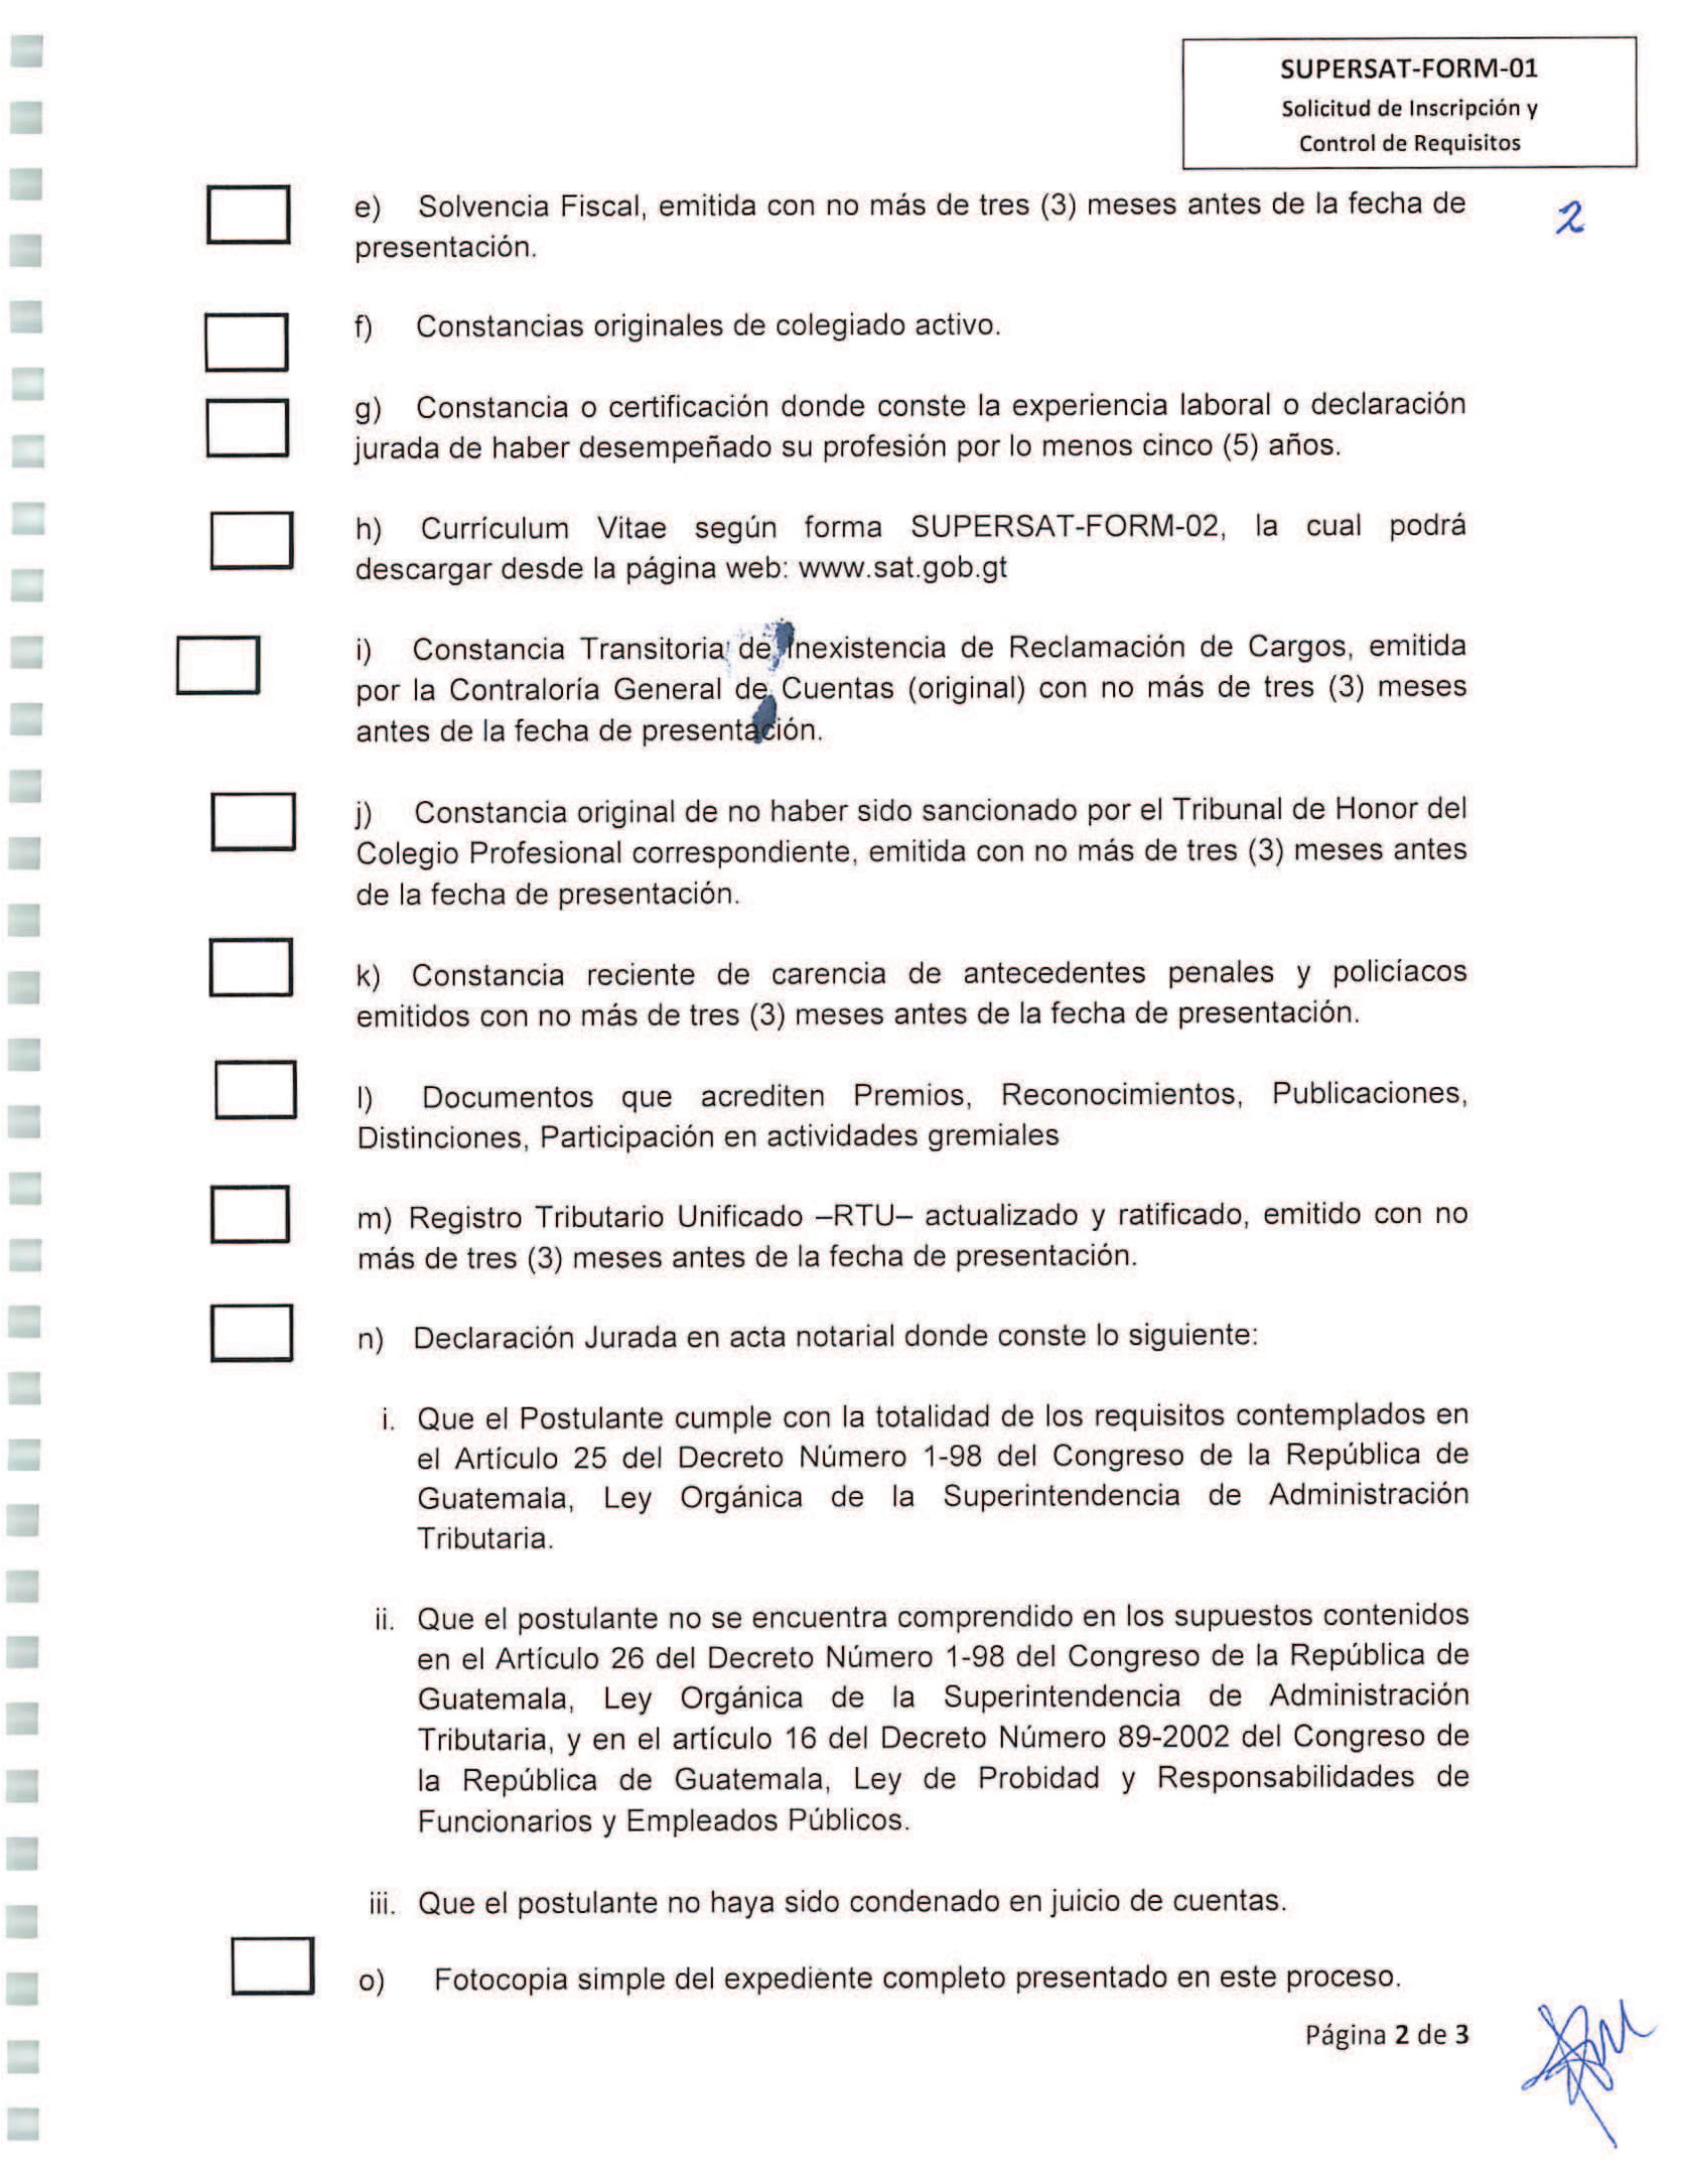 SUPERSAT-FORM-01
Solicitud de Inscripción y
Control de Requisitos
2
e) Solvencia Fiscal, emitida con no más de tres (3) meses antes de la fecha de
presentación.
f) Constancias originales de colegiado activo.
g) Constancia o certificación donde conste la experiencia laboral o declaración
jurada de haber desempeñado su profesión por lo menos cinco (5) años.
h) Currículum Vitae según forma SUPERSAT-FORM-02, la cual podrá
descargar desde la página web: www.sat.gob.gt
i) Constancia Transitoria de Inexistencia de Reclamación de Cargos, emitida
por la Contraloría General de Cuentas (original) con no más de tres (3) meses
antes de la fecha de presentación.
j) Constancia original de no haber sido sancionado por el Tribunal de Honor del
Colegio Profesional correspondiente, emitida con no más de tres (3) meses antes
de la fecha de presentación.
k) Constancia reciente de carencia de antecedentes penales y policíacos
emitidos con no más de tres (3) meses antes de la fecha de presentación.
l) Documentos que acrediten Premios, Reconocimientos, Publicaciones,
Distinciones, Participación en actividades gremiales
m) Registro Tributario Unificado –RTU– actualizado y ratificado, emitido con no
más de tres (3) meses antes de la fecha de presentación.
n) Declaración Jurada en acta notarial donde conste lo siguiente:
i. Que el Postulante cumple con la totalidad de los requisitos contemplados en
el Artículo 25 del Decreto Número 1-98 del Congreso de la República de
Guatemala, Ley Orgánica de la Superintendencia de Administración
Tributaria.
ii. Que el postulante no se encuentra comprendido en los supuestos contenidos
en el Artículo 26 del Decreto Número 1-98 del Congreso de la República de
Guatemala, Ley Orgánica de la Superintendencia de Administración
Tributaria, y en el artículo 16 del Decreto Número 89-2002 del Congreso de
la República de Guatemala, Ley de Probidad y Responsabilidades de
Funcionarios y Empleados Públicos.
iii. Que el postulante no haya sido condenado en juicio de cuentas.
o) Fotocopia simple del expediente completo presentado en este proceso.
Página 2 de 3